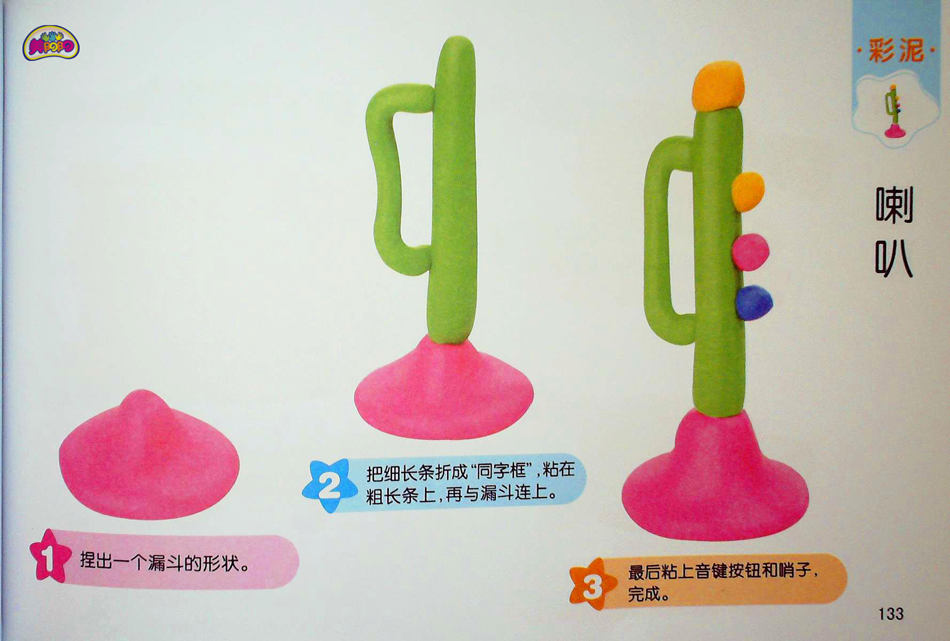 ·彩泥·
喇叭
1 捏出一个漏斗的形状。
2 把细长条折成“同字框”,粘在
粗长条上,再与漏斗连上。
3 最后粘上音键按钮和哨子,
完成。
133